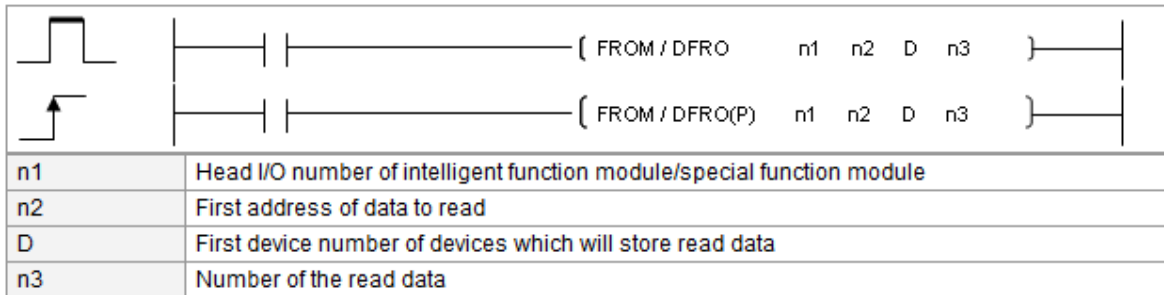 FROM / DFRO n1 n2 D n3
FROM / DFRO(P) n1 n2 D n3
n1 Head I/O number of intelligent function module/special function module
n2 First address of data to read
D First device number of devices which will store read data
n3 Number of the read data